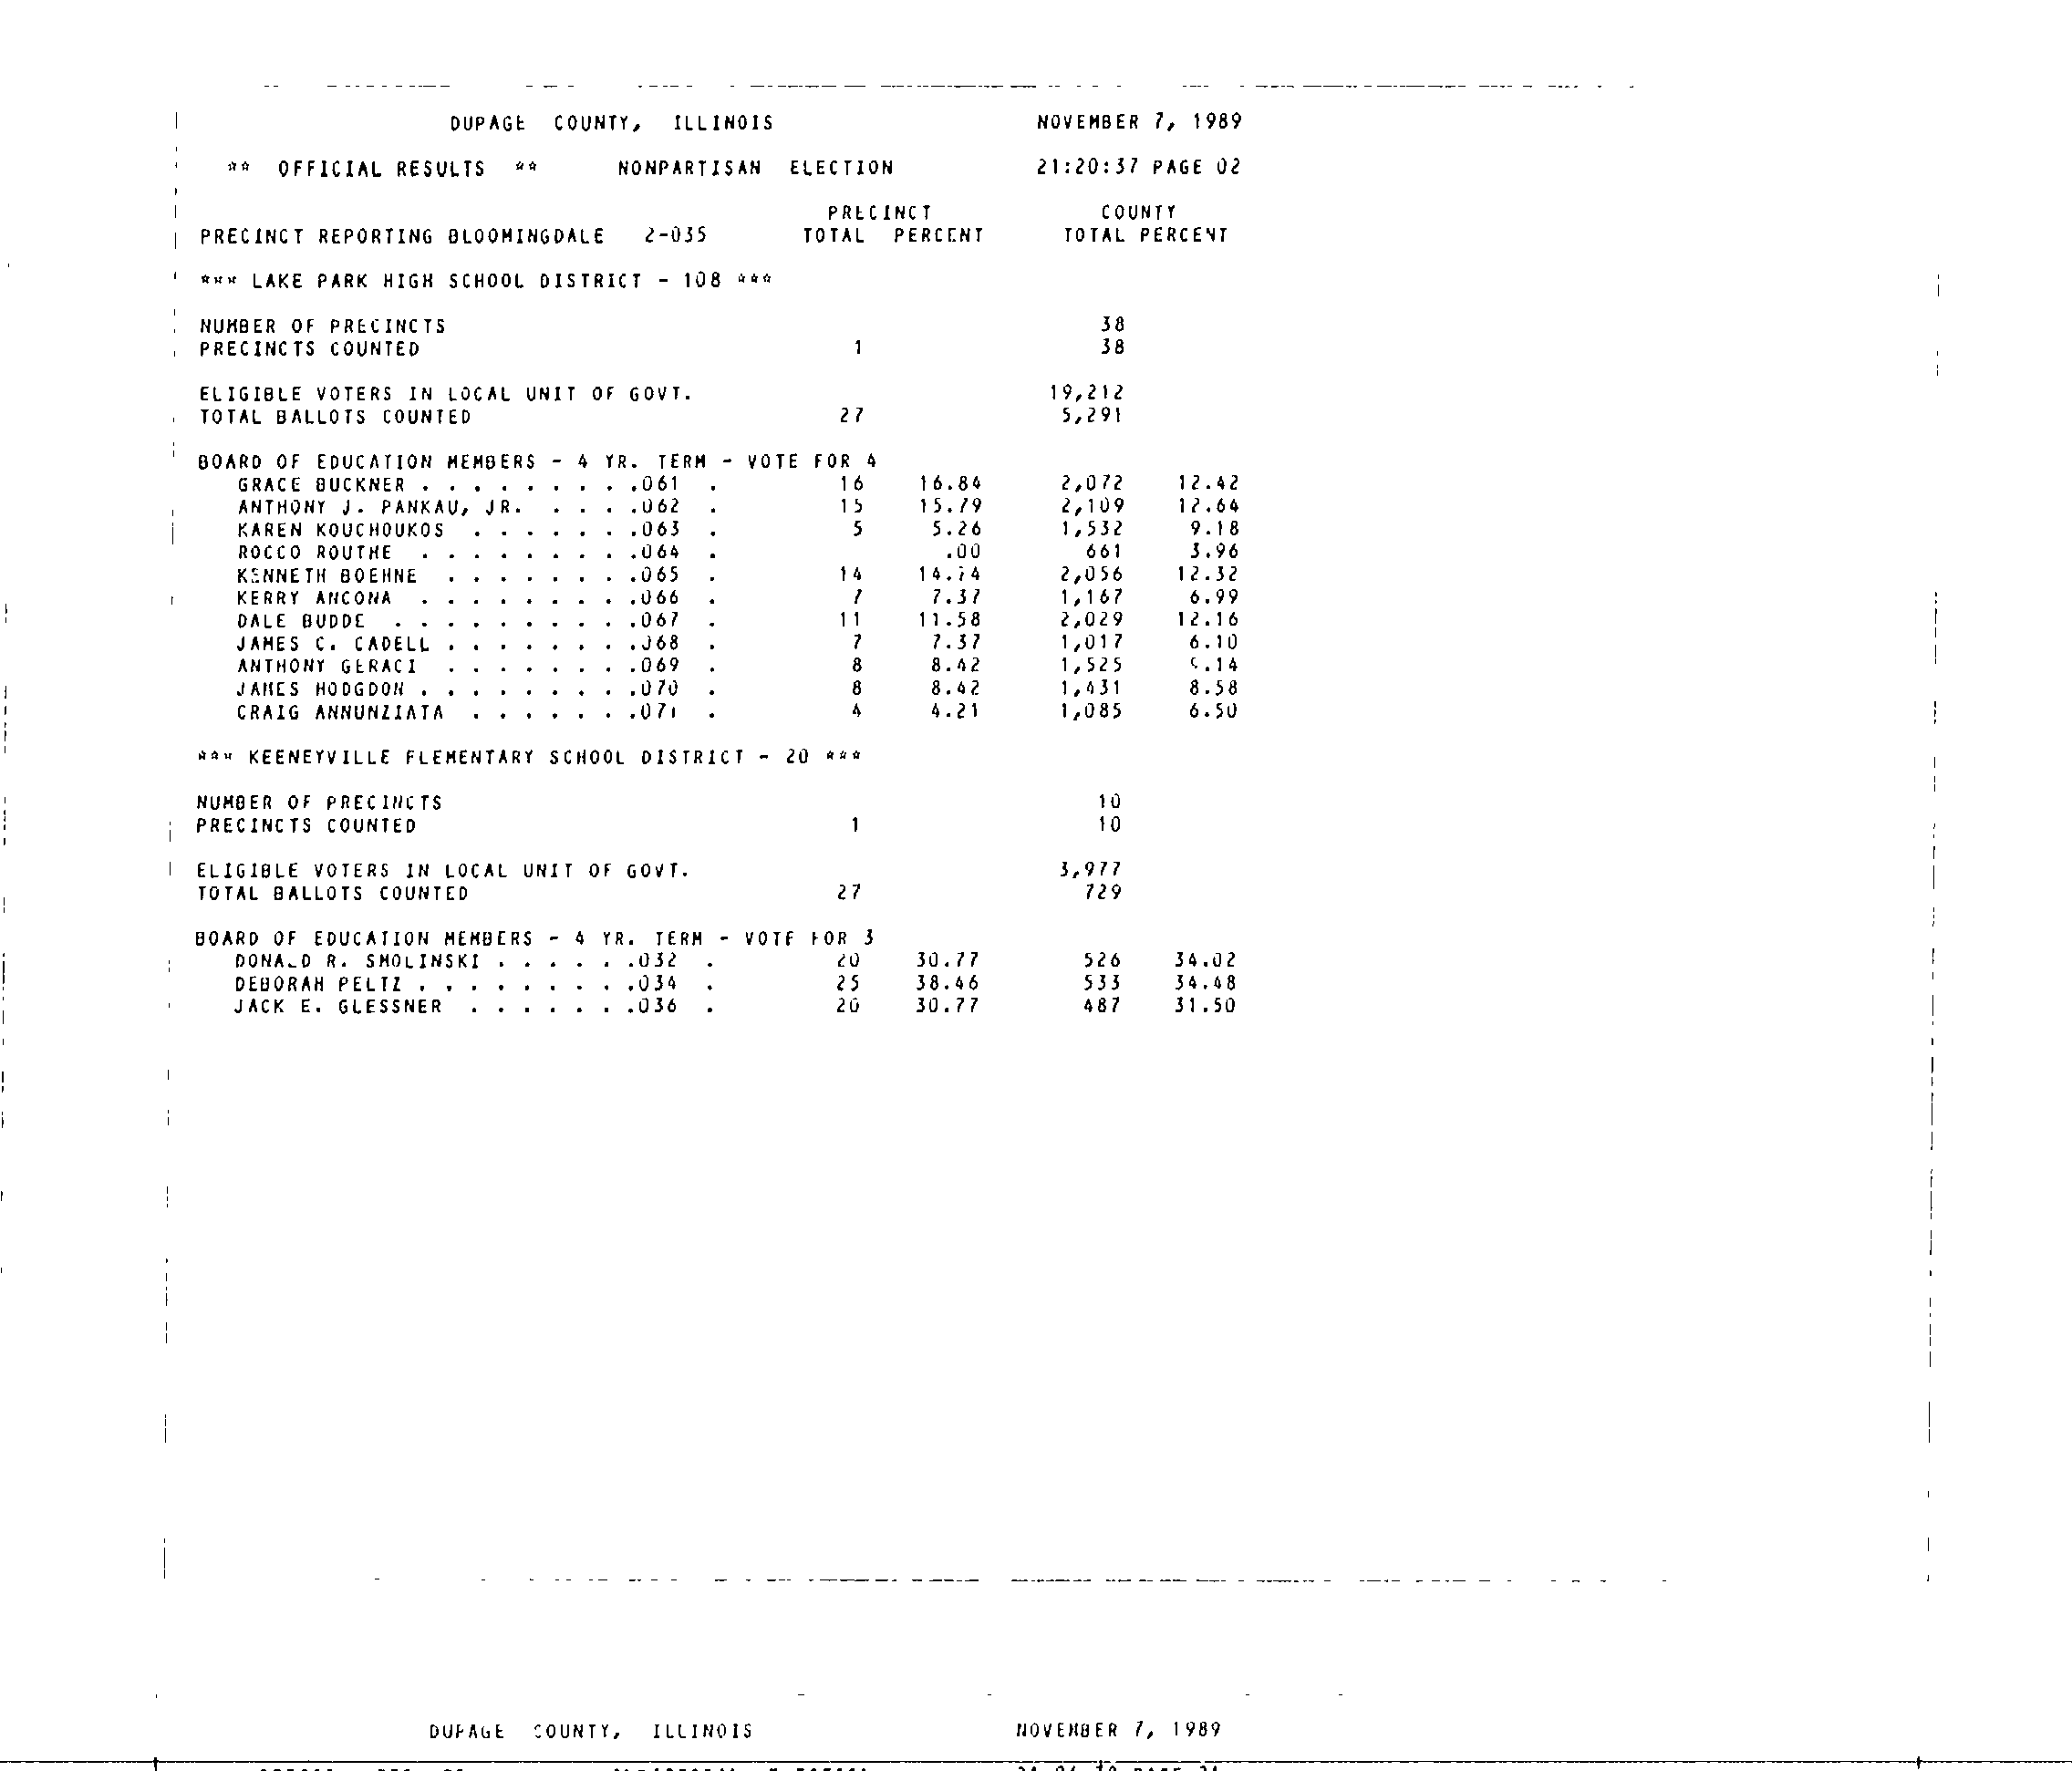 DUPAGE COUNTY, ILLINOIS NOVEMBER 7, 1989
** OFFICIAL RESULTS ** NONPARTISAN ELECTION 21:20:37 PAGE 02
PRECINCT COUNTY
PRECINCT REPORTING BLOOMINGDALE 2-035 TOTAL PERCENT TOTAL PERCENT
*** LAKE PARK HIGH SCHOOL DISTRICT - 108 ***
NUMBER OF PRECINCTS 38
PRECINCTS COUNTED 1 38
ELIGIBLE VOTERS IN LOCAL UNIT OF GOVT. 19,212
TOTAL BALLOTS COUNTED 27 5,291
BOARD OF EDUCATION MEMBERS - 4 YR. TERM - VOTE FOR 4
GRACE BUCKNER . . . . . . . . .061 . 16 16.84 2,072 12.42
ANTHONY J. PANKAU, JR. . . . .062 . 15 15.79 2,109 12.64
KAREN KOUCHOUKOS . . . . . . .063 . 5 5.26 1,532 9.18
ROCCO ROUTHE . . . . . . . . .064 .00 661 3.96
KENNETH BOEHNE . . . . . . . .065 . 14 14.74 2,056 12.32
KERRY ANCONA . . . . . . . . .066 . 7 7.37 1,167 6.99
DALE BUDDE . . . . . . . . . .067 . 11 11.58 2,029 12.16
JAMES C. CADELL . . . . . . . .068 . 7 7.37 1,017 6.10
ANTHONY GERACI . . . . . . . .069 . 8 8.42 1,525 .14
JAMES HODGDON . . . . . . . . .070 . 8 8.42 1,431 8.58
CRAIG ANNUNZIATA . . . . . . .071 . 4 4.21 1,085 6.50
*** KEENEYVILLE ELEMENTARY SCHOOL DISTRICT - 20 ***
NUMBER OF PRECINCTS 10
PRECINCTS COUNTED 1 10
ELIGIBLE VOTERS IN LOCAL UNIT OF GOVT. 3,977
TOTAL BALLOTS COUNTED 27 729
BOARD OF EDUCATION MEMBERS - 4 YR. TERM - VOTE FOR 3
DONALD R. SMOLINSKI . . . . . .032 . 20 30.77 526 34.02
DEBORAH PELTZ . . . . . . . . .034 . 25 38.46 533 34.48
JACK E. GLESSNER . . . . . . .036 . 20 30.77 487 31.50
DUPAGE COUNTY, ILLINOIS NOVEMBER 7, 1989